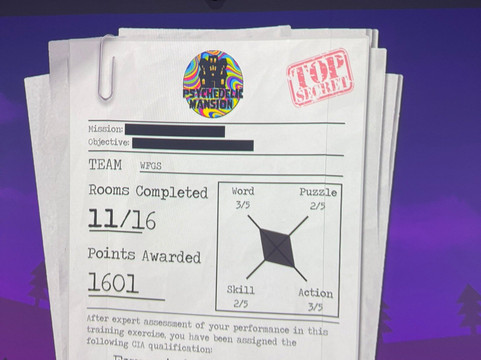 PSYCHEDELIC
MANSION
TOP
SECRET
Mission:
Objective:
TEAM WFGS
Rooms Completed
11/16
Points Awarded
1601
Word
3/5
Puzzle
2/5
Skill
2/5
Action
3/5
After expert assessment of your performance in this
training exercise, you have been assigned the
following CIA qualification: